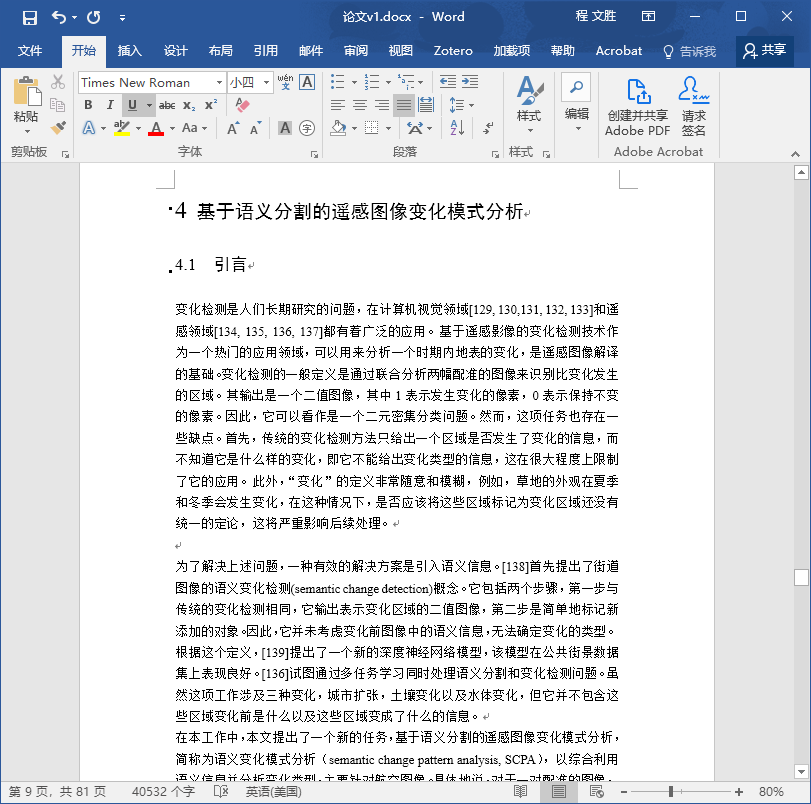 论文v1.docx - Word
程 文胜
文件 开始 插入 设计 布局 引用 邮件 审阅 视图 Zotero 加载项 帮助 Acrobat 告诉我 共享
Times New Roman 小四 wén 文 A
粘贴
B I U abc x₂ x²
A ab A Aa A A A 字
样式
编辑
创建并共享 Adobe PDF
请求签名
剪贴板 字体 段落 样式 Adobe Acrobat
4 基于语义分割的遥感图像变化模式分析
4.1 引言
变化检测是人们长期研究的问题，在计算机视觉领域[129, 130,131, 132, 133]和遥
感领域[134, 135, 136, 137]都有着广泛的应用。基于遥感影像的变化检测技术作
为一个热门的应用领域，可以用来分析一个时期内地表的变化，是遥感图像解译
的基础。变化检测的一般定义是通过联合分析两幅配准的图像来识别比变化发生
的区域。其输出是一个二值图像，其中 1 表示发生变化的像素，0 表示保持不变
的像素。因此，它可以看作是一个二元密集分类问题。然而，这项任务也存在一
些缺点。首先，传统的变化检测方法只给出一个区域是否发生了变化的信息，而
不知道它是什么样的变化，即它不能给出变化类型的信息，这在很大程度上限制
了它的应用。此外，“变化”的定义非常随意和模糊，例如，草地的外观在夏季
和冬季会发生变化，在这种情况下，是否应该将这些区域标记为变化区域还没有
统一的定论，这将严重影响后续处理。
为了解决上述问题，一种有效的解决方案是引入语义信息。[138]首先提出了街道
图像的语义变化检测(semantic change detection)概念。它包括两个步骤，第一步与
传统的变化检测相同，它输出表示变化区域的二值图像，第二步是简单地标记新
添加的对象。因此，它并未考虑变化前图像中的语义信息，无法确定变化的类型。
根据这个定义，[139]提出了一个新的深度神经网络模型，该模型在公共街景数据
集上表现良好。[136]试图通过多任务学习同时处理语义分割和变化检测问题。虽
然这项工作涉及三种变化，城市扩张，土壤变化以及水体变化，但它并不包含这
些区域变化前是什么以及这些区域变成了什么的信息。
在本工作中，本文提出了一个新的任务，基于语义分割的遥感图像变化模式分析，
简称为语义变化模式分析（semantic change pattern analysis, SCPA），以综合利用
语义信息并分析变化类型，主要针对航空图像。具体地说，对于一对配准的图像，
第 9 页，共 81 页 40532 个字 英语(美国) 80%